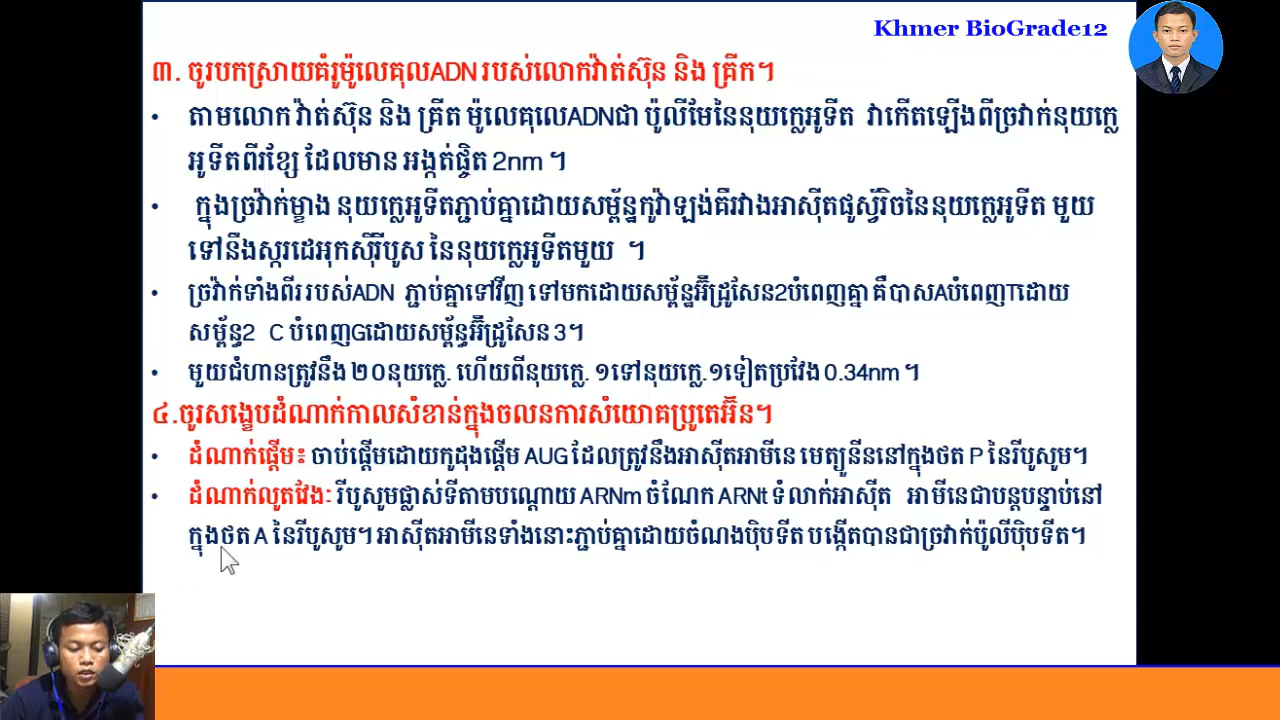 Khmer BioGrade12
៣. ចូរបកស្រាយគំរូម៉ូលេគុលADN របស់លោកវ៉ាត់ស៊ុន និង គ្រីក។
• តាមលោក វ៉ាត់ស៊ុន និង គ្រីត ម៉ូលេគុលេADNជា ប៉ូលីមែនៃនុយក្លេអូទីត វាកើតឡើងពីច្រវាក់នុយក្លេ
អូទីតពីរខ្សែ ដែលមាន អង្កត់ផ្ចិត 2nm ។
• ក្នុងច្រវ៉ាក់ម្ខាង នុយក្លេអូទីតភ្ជាប់គ្នាដោយសម្ព័ន្ឋកូវ៉ាឡង់គឺរវាងអាស៊ីតផូស្វ័រិចនៃនុយក្លេអូទីត មួយ
ទៅនឹងស្ករដេអុកស៊ីរីបូស នៃនុយក្លេអូទីតមួយ ។
• ច្រវ៉ាក់ទាំងពីររបស់ADN ភ្ជាប់គ្នាទៅវិញ ទៅមកដោយសម្ព័ន្ឋអ៊ីដ្រូសែន2បំពេញគ្នា គឺបាសAបំពេញTដោយ
សម្ព័ន្ធ2 C បំពេញGដោយសម្ព័ន្ធអ៊ីដ្រូសែន 3។
• មួយជំហានត្រូវនឹង ២០នុយក្លេ. ហើយពីនុយក្លេ. ១ទៅនុយក្លេ.១ទៀតប្រវែង 0.34nm ។
៤.ចូរសង្ខេបដំណាក់កាលសំខាន់ក្នុងចលនការសំយោគប្រូតេអ៊ីន។
• ដំណាក់ផ្តើម៖ ចាប់ផ្តើមដោយកូដុងផ្តើម AUG ដែលត្រូវនឹងអាស៊ីតអាមីនេ មេត្យូនីននៅក្នុងថត P នៃរីបូសូម។
• ដំណាក់លូតវែងៈ រីបូសូមផ្លាស់ទីតាមបណ្តោយ ARNm ចំណែក ARNt ទំលាក់អាស៊ីត អាមីនេជាបន្តបន្ទាប់នៅ
ក្នុងថត A នៃរីបូសូម។ អាស៊ីតអាមីនេទាំងនោះភ្ជាប់គ្នាដោយចំណងប៉ិបទីត បង្កើតបានជាច្រវាក់ប៉ូលីប៉ិបទីត។